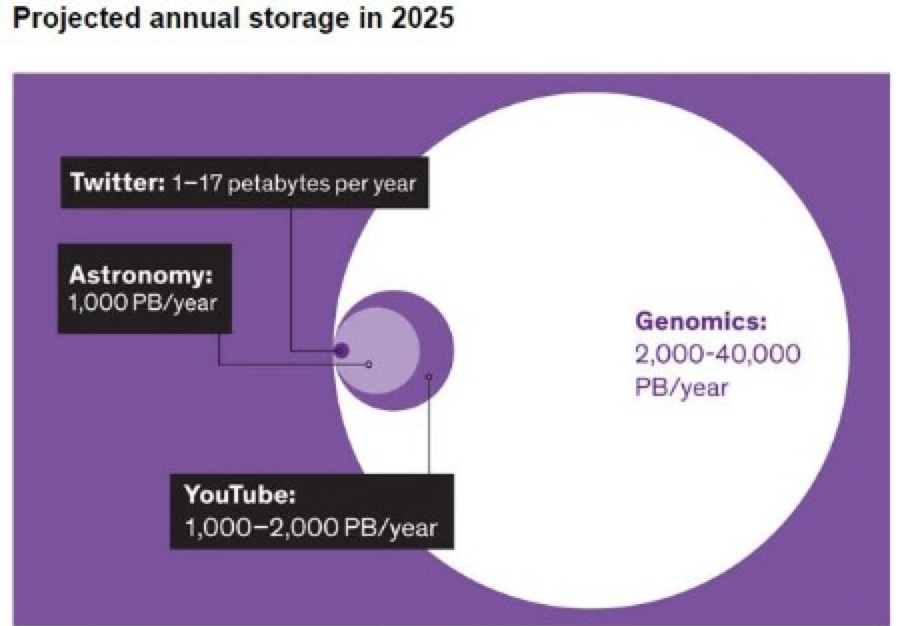 Projected annual storage in 2025
Twitter: 1–17 petabytes per year
Astronomy:
1,000 PB/year
Genomics:
2,000-40,000
PB/year
YouTube:
1,000–2,000 PB/year